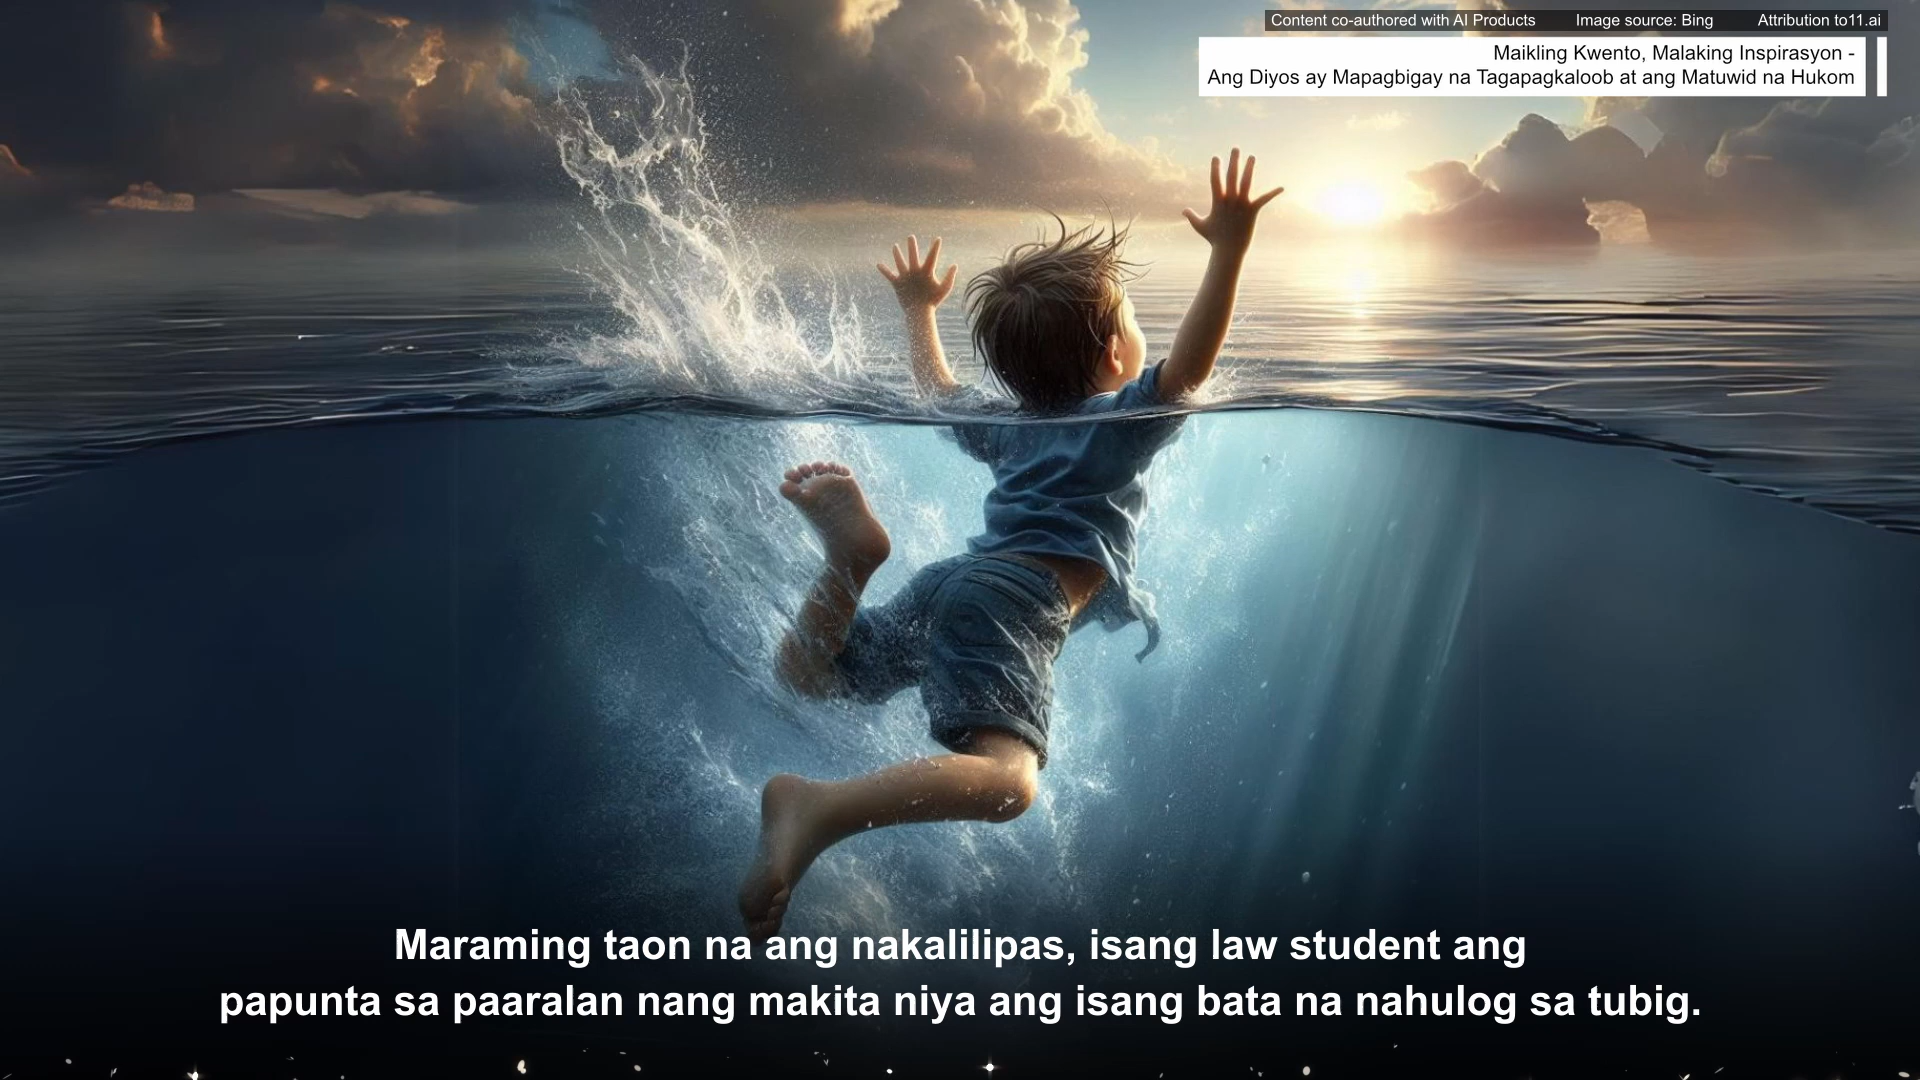 Content co-authored with AI Products Image source: Bing Attribution to11.ai
Maikling Kwento, Malaking Inspirasyon -
Ang Diyos ay Mapagbigay na Tagapagkaloob at ang Matuwid na Hukom
Maraming taon na ang nakalilipas, isang law student ang
papunta sa paaralan nang makita niya ang isang bata na nahulog sa tubig.